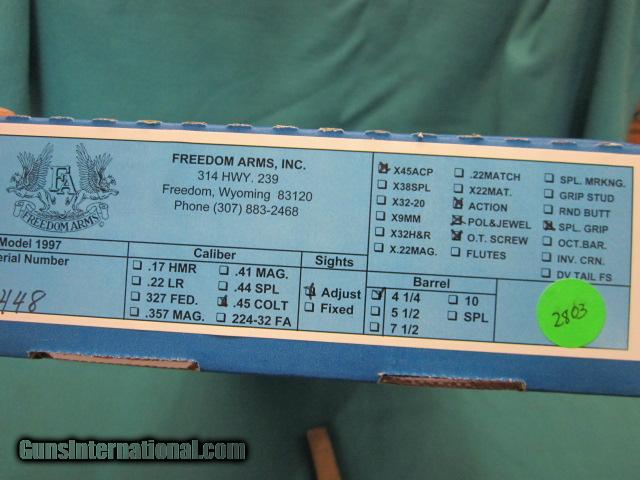 FA
FREEDOM ARMS
FREEDOM ARMS, INC.
314 HWY. 239
Freedom, Wyoming 83120
Phone (307) 883-2468
Model 1997
erial Number
448
Caliber
.17 HMR
.22 LR
327 FED.
.357 MAG.
.41 MAG.
.44 SPL
.45 COLT
224-32 FA
Sights
Adjust
Fixed
X45ACP
X38SPL
X32-20
X9MM
X32H&R
X.22MAG.
.22MATCH
X22MAT.
ACTION
POL&JEWEL
O.T. SCREW
FLUTES
SPL. MRKNG.
GRIP STUD
RND BUTT
SPL. GRIP
OCT.BAR.
INV. CRN.
DV TAIL FS
Barrel
4 1/4
5 1/2
7 1/2
10
SPL
2803
GunsInternational.com